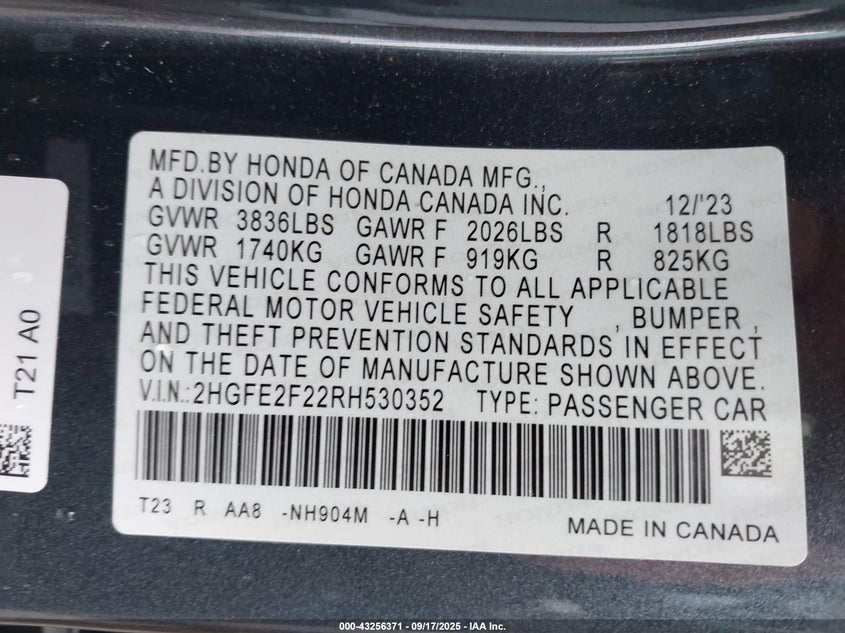 MFD.BY HONDA OF CANADA MFG.,
A DIVISION OF HONDA CANADA INC. 12/'23
GVWR 3836LBS GAWR F 2026LBS R 1818LBS
GVWR 1740KG GAWR F 919KG R 825KG
THIS VEHICLE CONFORMS TO ALL APPLICABLE
FEDERAL MOTOR VEHICLE SAFETY , BUMPER ,
AND THEFT PREVENTION STANDARDS IN EFFECT
ON THE DATE OF MANUFACTURE SHOWN ABOVE.
V.I.N.:2HGFE2F22RH530352 TYPE: PASSENGER CAR
T23 R AA8 -NH904M -A -H
MADE IN CANADA
T21 A0
000-43256371 - 09/17/2025 - IAA Inc.